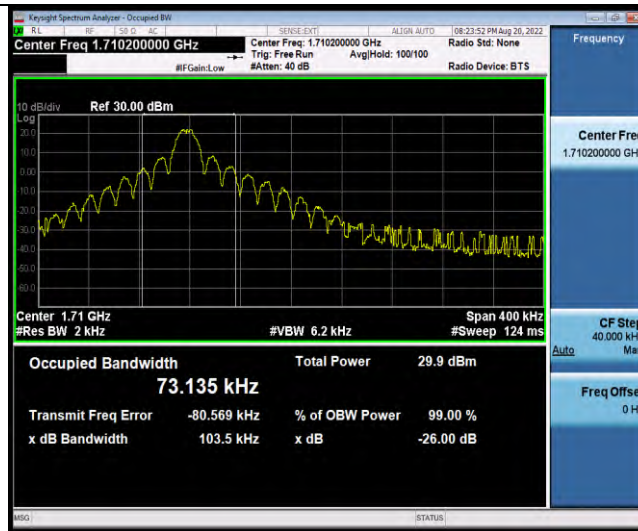 Keysight Spectrum Analyzer - Occupied BW
RL RF 50 Ω AC SENSE:EXT ALIGN AUTO 08:23:52 PM Aug 20, 2022
Center Freq 1.710200000 GHz
Center Freq: 1.710200000 GHz Radio Std: None
Trig: Free Run Avg|Hold: 100/100
#IFGain:Low #Atten: 40 dB Radio Device: BTS
Frequency
10 dB/div Ref 30.00 dBm
Log
20.0
10.0
0.00
-10.0
-20.0
-30.0
-40.0
-50.0
-60.0
Center Fre
1.710200000 GH
Center 1.71 GHz Span 400 kHz
#Res BW 2 kHz #VBW 6.2 kHz #Sweep 124 ms
CF Step
40.000 kH
Auto Ma
Occupied Bandwidth Total Power 29.9 dBm
73.135 kHz
Transmit Freq Error -80.569 kHz % of OBW Power 99.00 %
x dB Bandwidth 103.5 kHz x dB -26.00 dB
Freq Offse
0 H
MSG STATUS